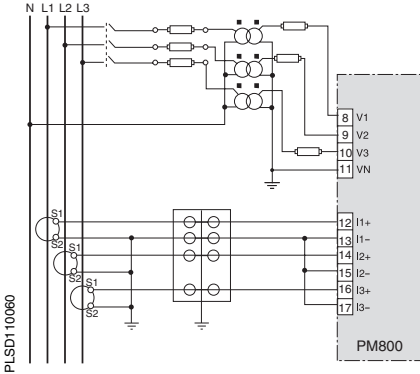 N L1 L2 L3
8 V1
9 V2
10 V3
11 VN
S1
S2
S1
S2
S1
S2
12 I1+
13 I1–
14 I2+
15 I2–
16 I3+
17 I3–
PM800
PLSD110060